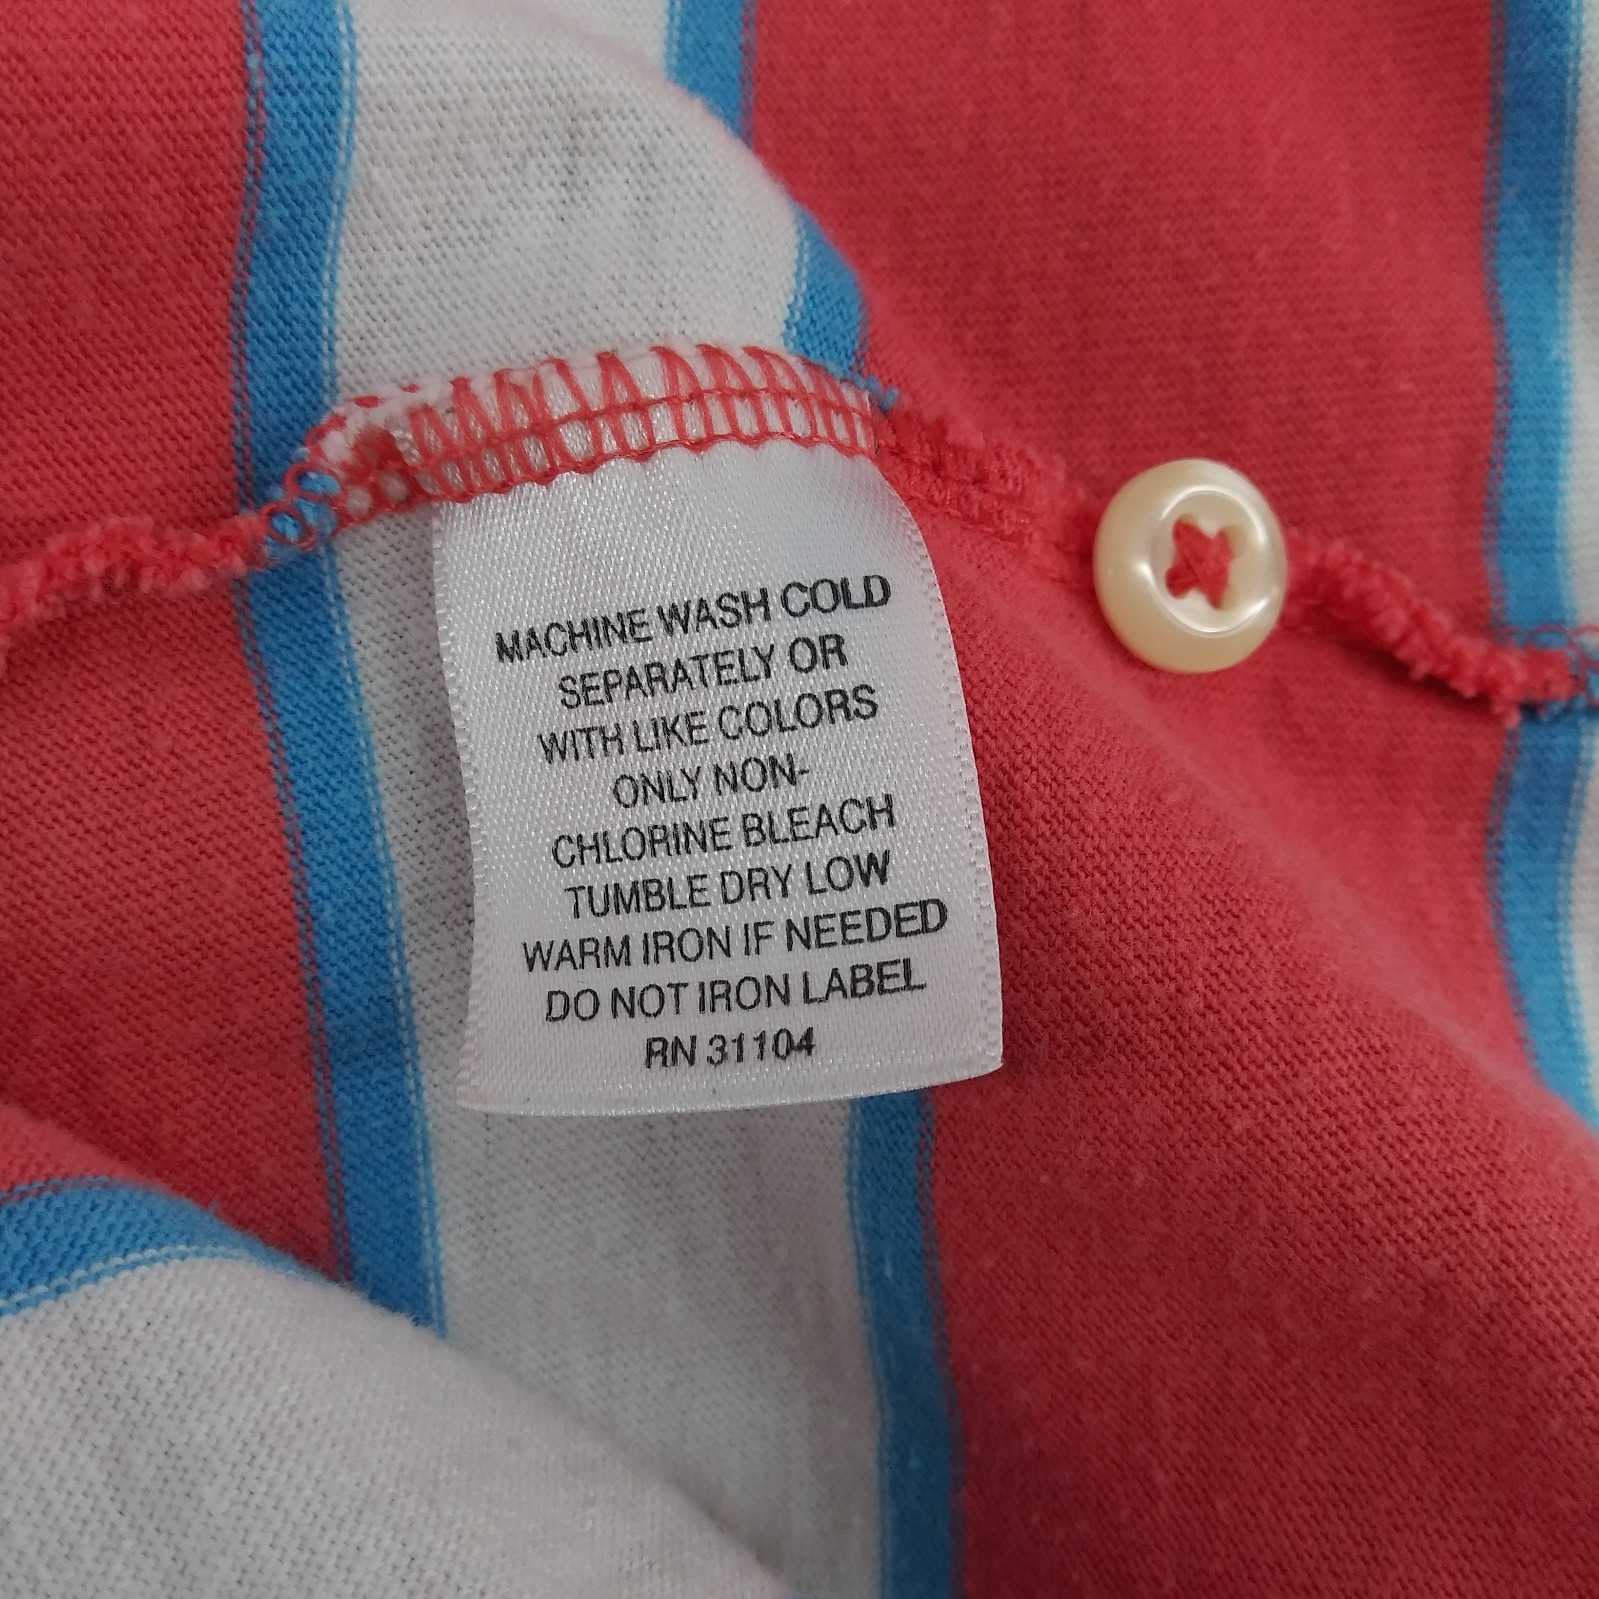 MACHINE WASH COLD
SEPARATELY OR
WITH LIKE COLORS
ONLY NON-
CHLORINE BLEACH
TUMBLE DRY LOW
WARM IRON IF NEEDED
DO NOT IRON LABEL
RN 31104